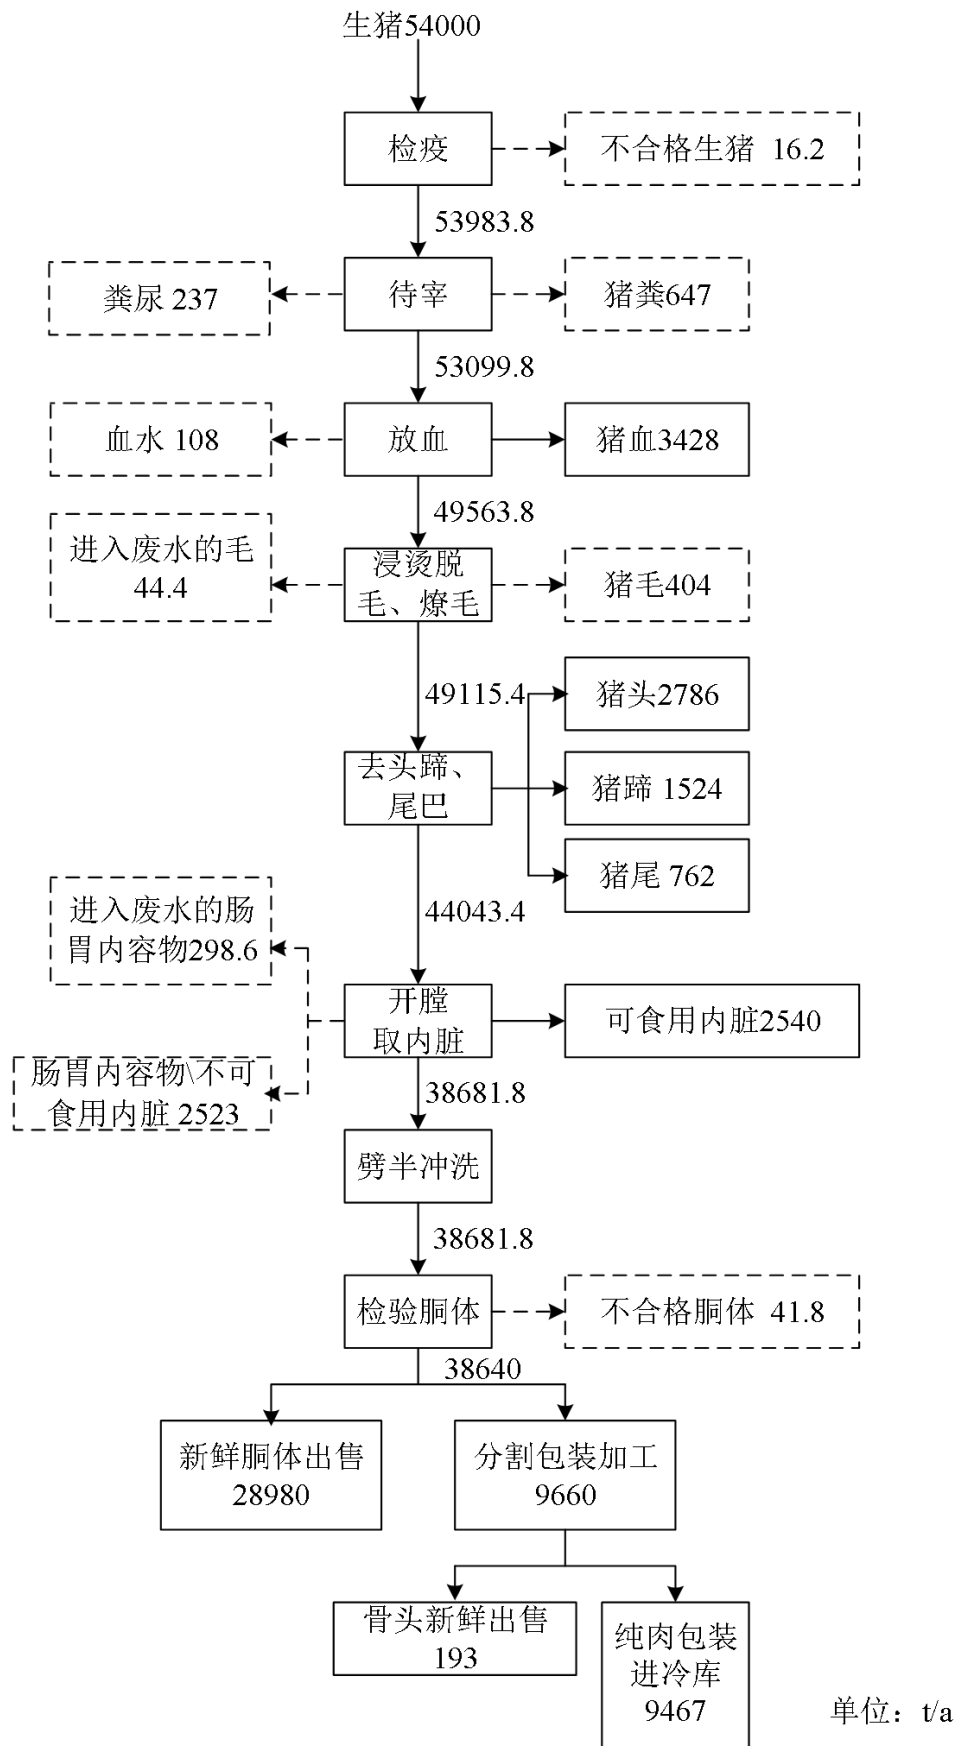 生猪54000
检疫
不合格生猪 16.2
53983.8
粪尿 237
待宰
猪粪647
53099.8
血水 108
放血
猪血3428
49563.8
进入废水的毛
44.4
浸烫脱
毛、燎毛
猪毛404
49115.4
猪头2786
去头蹄、
尾巴
猪蹄 1524
猪尾 762
44043.4
进入废水的肠
胃内容物298.6
开膛
取内脏
可食用内脏2540
肠胃内容物\不可
食用内脏 2523
38681.8
劈半冲洗
38681.8
检验胴体
不合格胴体 41.8
38640
新鲜胴体出售
28980
分割包装加工
9660
骨头新鲜出售
193
纯肉包装
进冷库
9467
单位：t/a